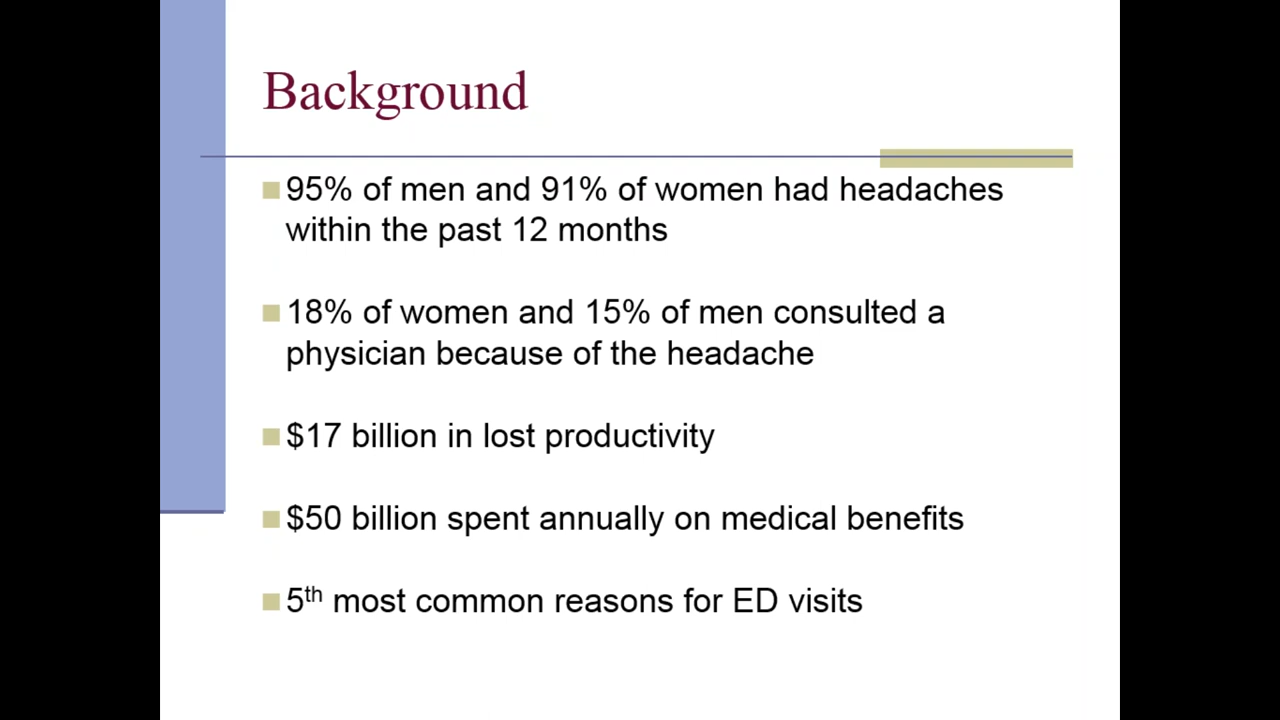 Background
95% of men and 91% of women had headaches
within the past 12 months
18% of women and 15% of men consulted a
physician because of the headache
$17 billion in lost productivity
$50 billion spent annually on medical benefits
5th most common reasons for ED visits